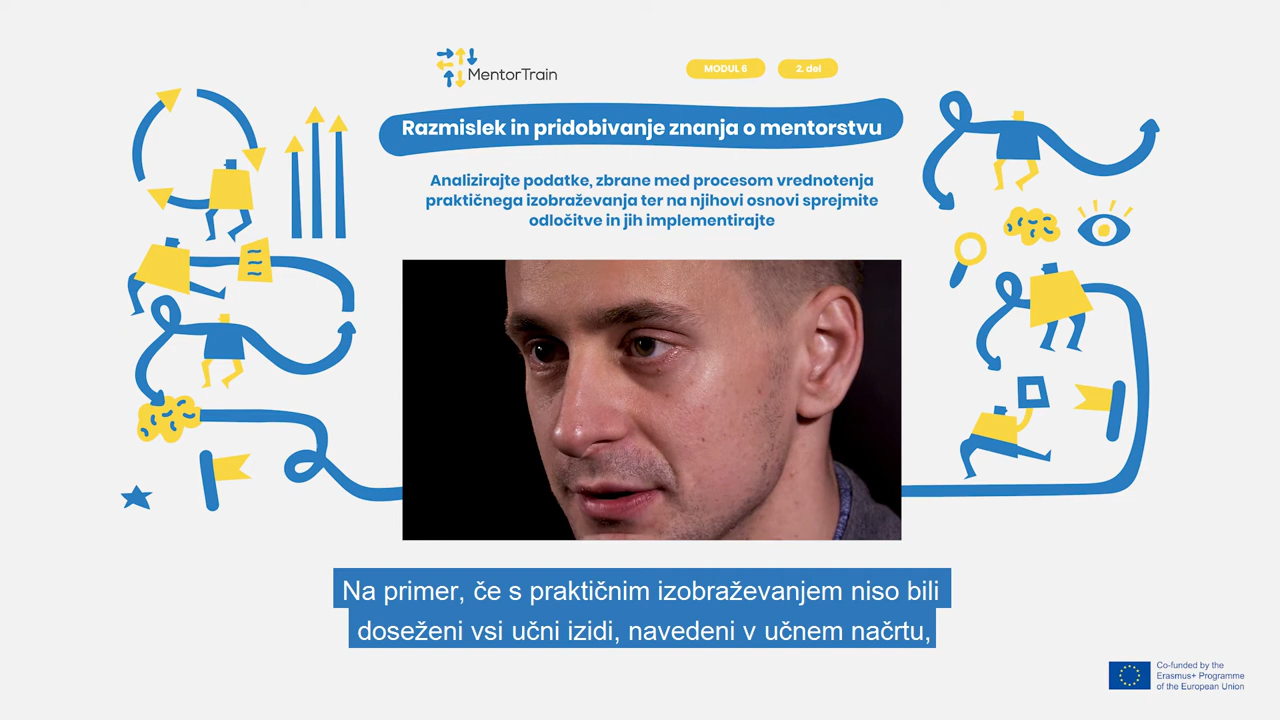 MentorTrain
MODUL 6
2. del
Razmislek in pridobivanje znanja o mentorstvu
Analizirajte podatke, zbrane med procesom vrednotenja
praktičnega izobraževanja ter na njihovi osnovi sprejmite
odločitve in jih implementirajte
Na primer, če s praktičnim izobraževanjem niso bili
doseženi vsi učni izidi, navedeni v učnem načrtu,
Co-funded by the
Erasmus+ Programme
of the European Union